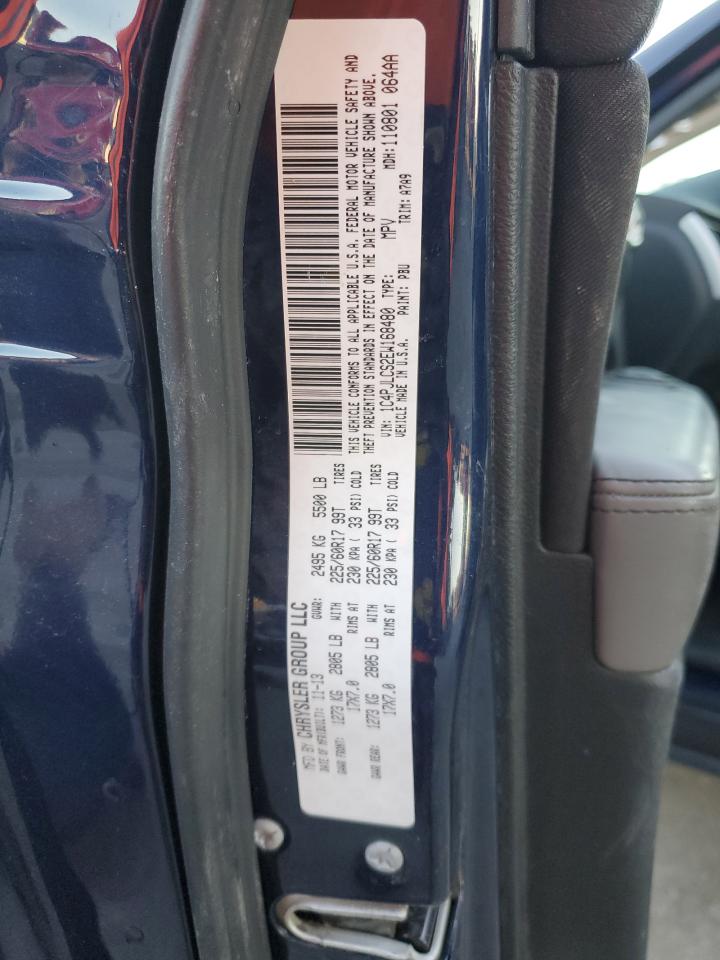 MFD BY CHRYSLER GROUP LLC
DATE OF MFR(BUILT): 11-13 GVWR: 2495 KG 5500 LB
GAWR FRONT: 1273 KG 2805 LB WITH 225/60R17 99T TIRES
17X7.0 RIMS AT 230 KPA ( 33 PSI) COLD
GAWR REAR: 1273 KG 2805 LB WITH 225/60R17 99T TIRES
17X7.0 RIMS AT 230 KPA ( 33 PSI) COLD
THIS VEHICLE CONFORMS TO ALL APPLICABLE U.S.A. FEDERAL MOTOR VEHICLE SAFETY AND
THEFT PREVENTION STANDARDS IN EFFECT ON THE DATE OF MANUFACTURE SHOWN ABOVE.
VIN: 1C4PJLCS2EW168480 TYPE: MPV MDH:110801 064AA
VEHICLE MADE IN U.S.A. PAINT: PBU TRIM: A7A9